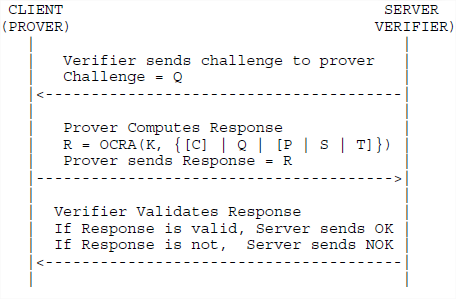 CLIENT SERVER
(PROVER) VERIFIER)
Verifier sends challenge to prover
Challenge = Q
Prover Computes Response
R = OCRA(K, {[C] | Q | [P | S | T]})
Prover sends Response = R
Verifier Validates Response
If Response is valid, Server sends OK
If Response is not, Server sends NOK